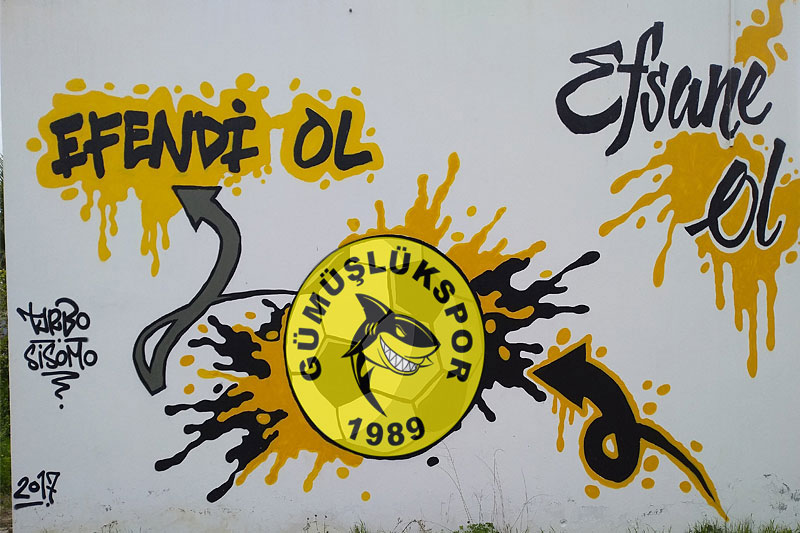 EFENDİ OL
Efsane
Ol
GÜMÜŞLÜKSPOR
1989
TURBO
SİSOMO
2017